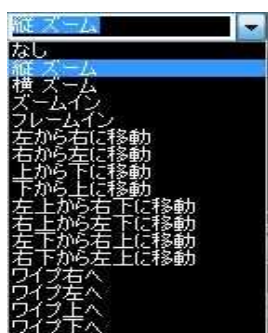 縦 ズーム
なし
縦 ズーム
横 ズーム
ズームイン
フレームイン
左から右に移動
右から左に移動
上から下に移動
下から上に移動
左上から右下に移動
右上から左下に移動
左下から右上に移動
右下から左上に移動
ワイプ右へ
ワイプ左へ
ワイプ上へ
ワイプ下へ